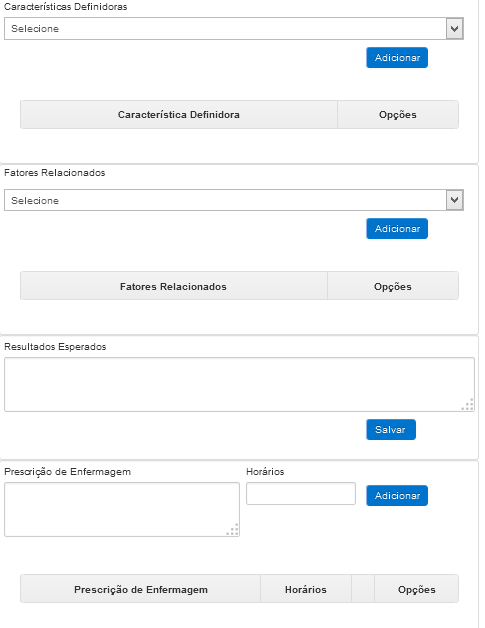 Características Definidoras
Selecione
Adicionar
Característica Definidora Opções
Fatores Relacionados
Selecione
Adicionar
Fatores Relacionados Opções
Resultados Esperados
Salvar
Prescrição de Enfermagem Horários
Adicionar
Prescrição de Enfermagem Horários Opções